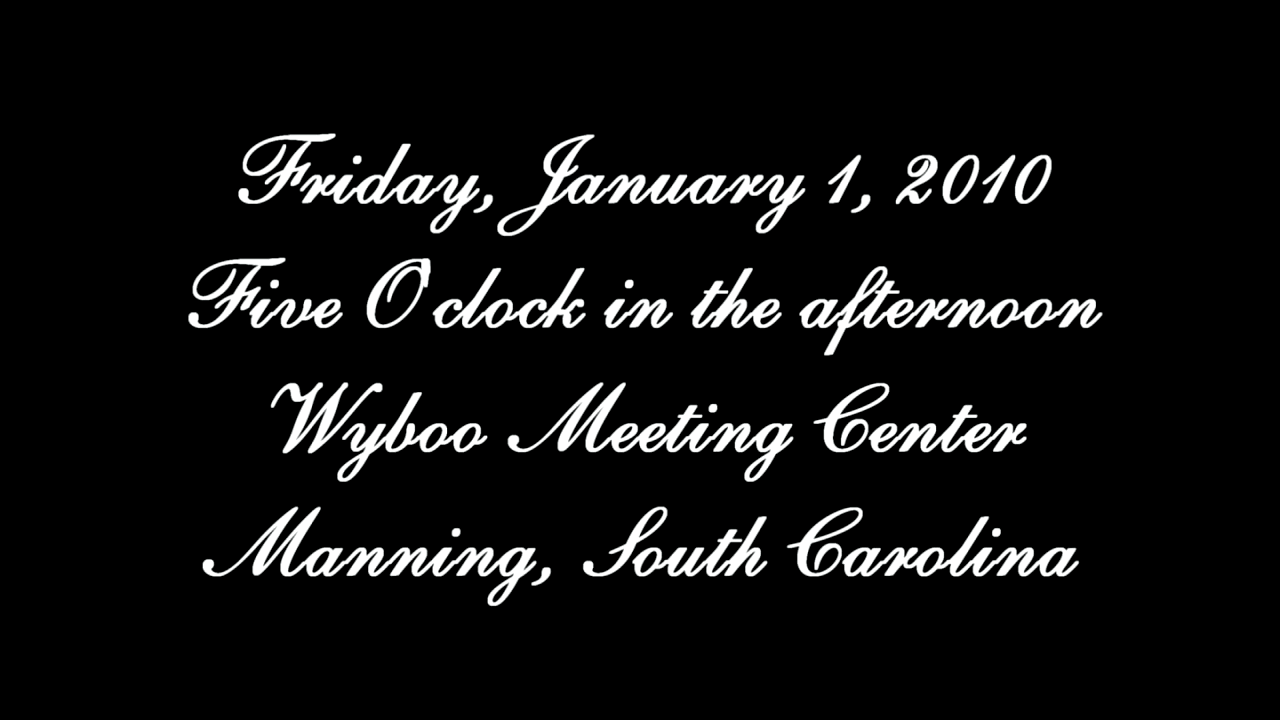 Friday, January 1, 2010
Five O'clock in the afternoon
Wyboo Meeting Center
Manning, South Carolina